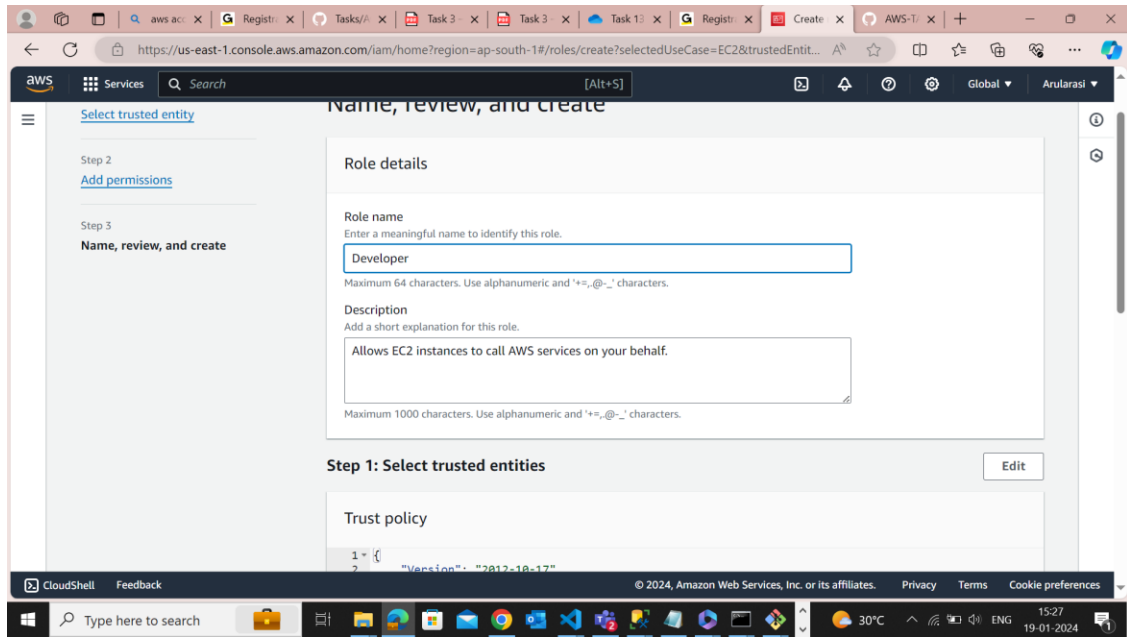 aws acc
Registra
Tasks/A
Task 3 -
Task 3 -
Task 13
Registra
Create
AWS-TA
https://us-east-1.console.aws.amazon.com/iam/home?region=ap-south-1#/roles/create?selectedUseCase=EC2&trustedEntit...
aws
Services
Search
[Alt+S]
Global
Arularasi
Select trusted entity
Name, review, and create
Step 2
Add permissions
Step 3
Name, review, and create
Role details
Role name
Enter a meaningful name to identify this role.
Developer
Maximum 64 characters. Use alphanumeric and '+=,.@-_' characters.
Description
Add a short explanation for this role.
Allows EC2 instances to call AWS services on your behalf.
Maximum 1000 characters. Use alphanumeric and '+=,.@-_' characters.
Step 1: Select trusted entities
Edit
Trust policy
1 {
2 "Version": "2012-10-17"
CloudShell
Feedback
© 2024, Amazon Web Services, Inc. or its affiliates.
Privacy
Terms
Cookie preferences
Type here to search
30°C
ENG
15:27
19-01-2024